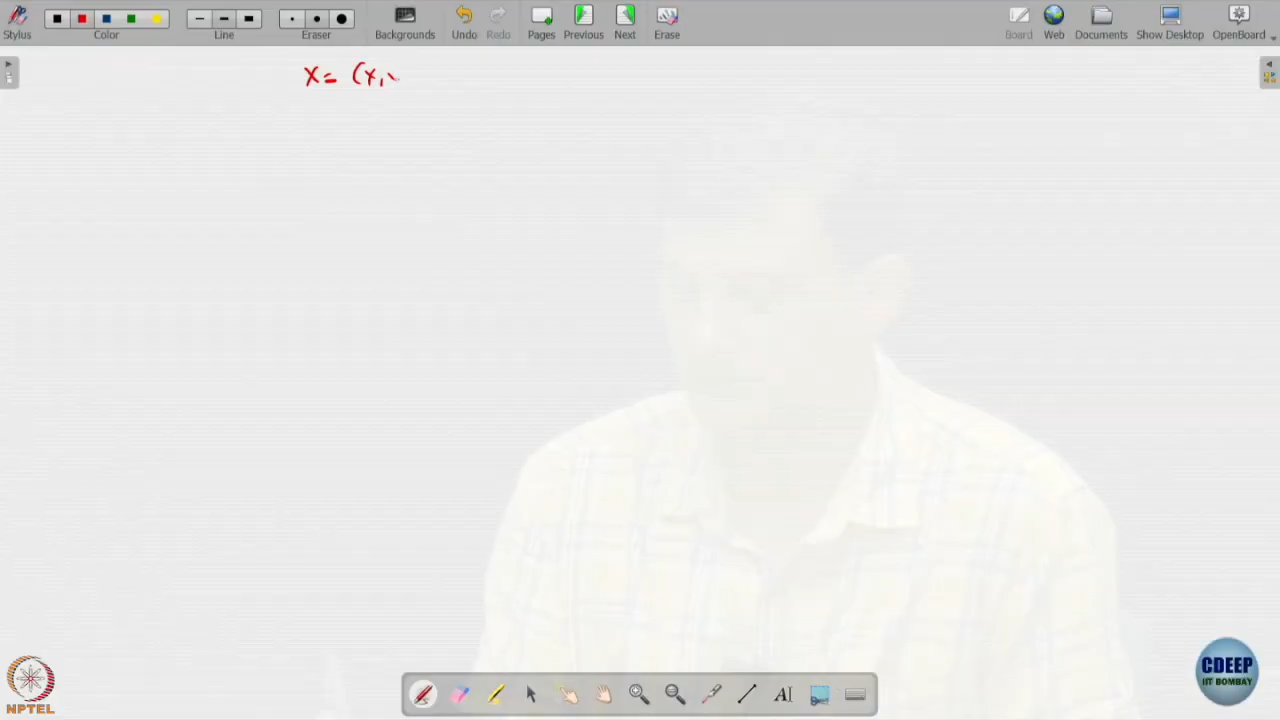 Stylus
Color
Line
Eraser
Backgrounds
Undo
Redo
Pages
Previous
Next
Erase
Board
Web
Documents
Show Desktop
OpenBoard
x= (x,
CDEEP
IIT BOMBAY
NPTEL